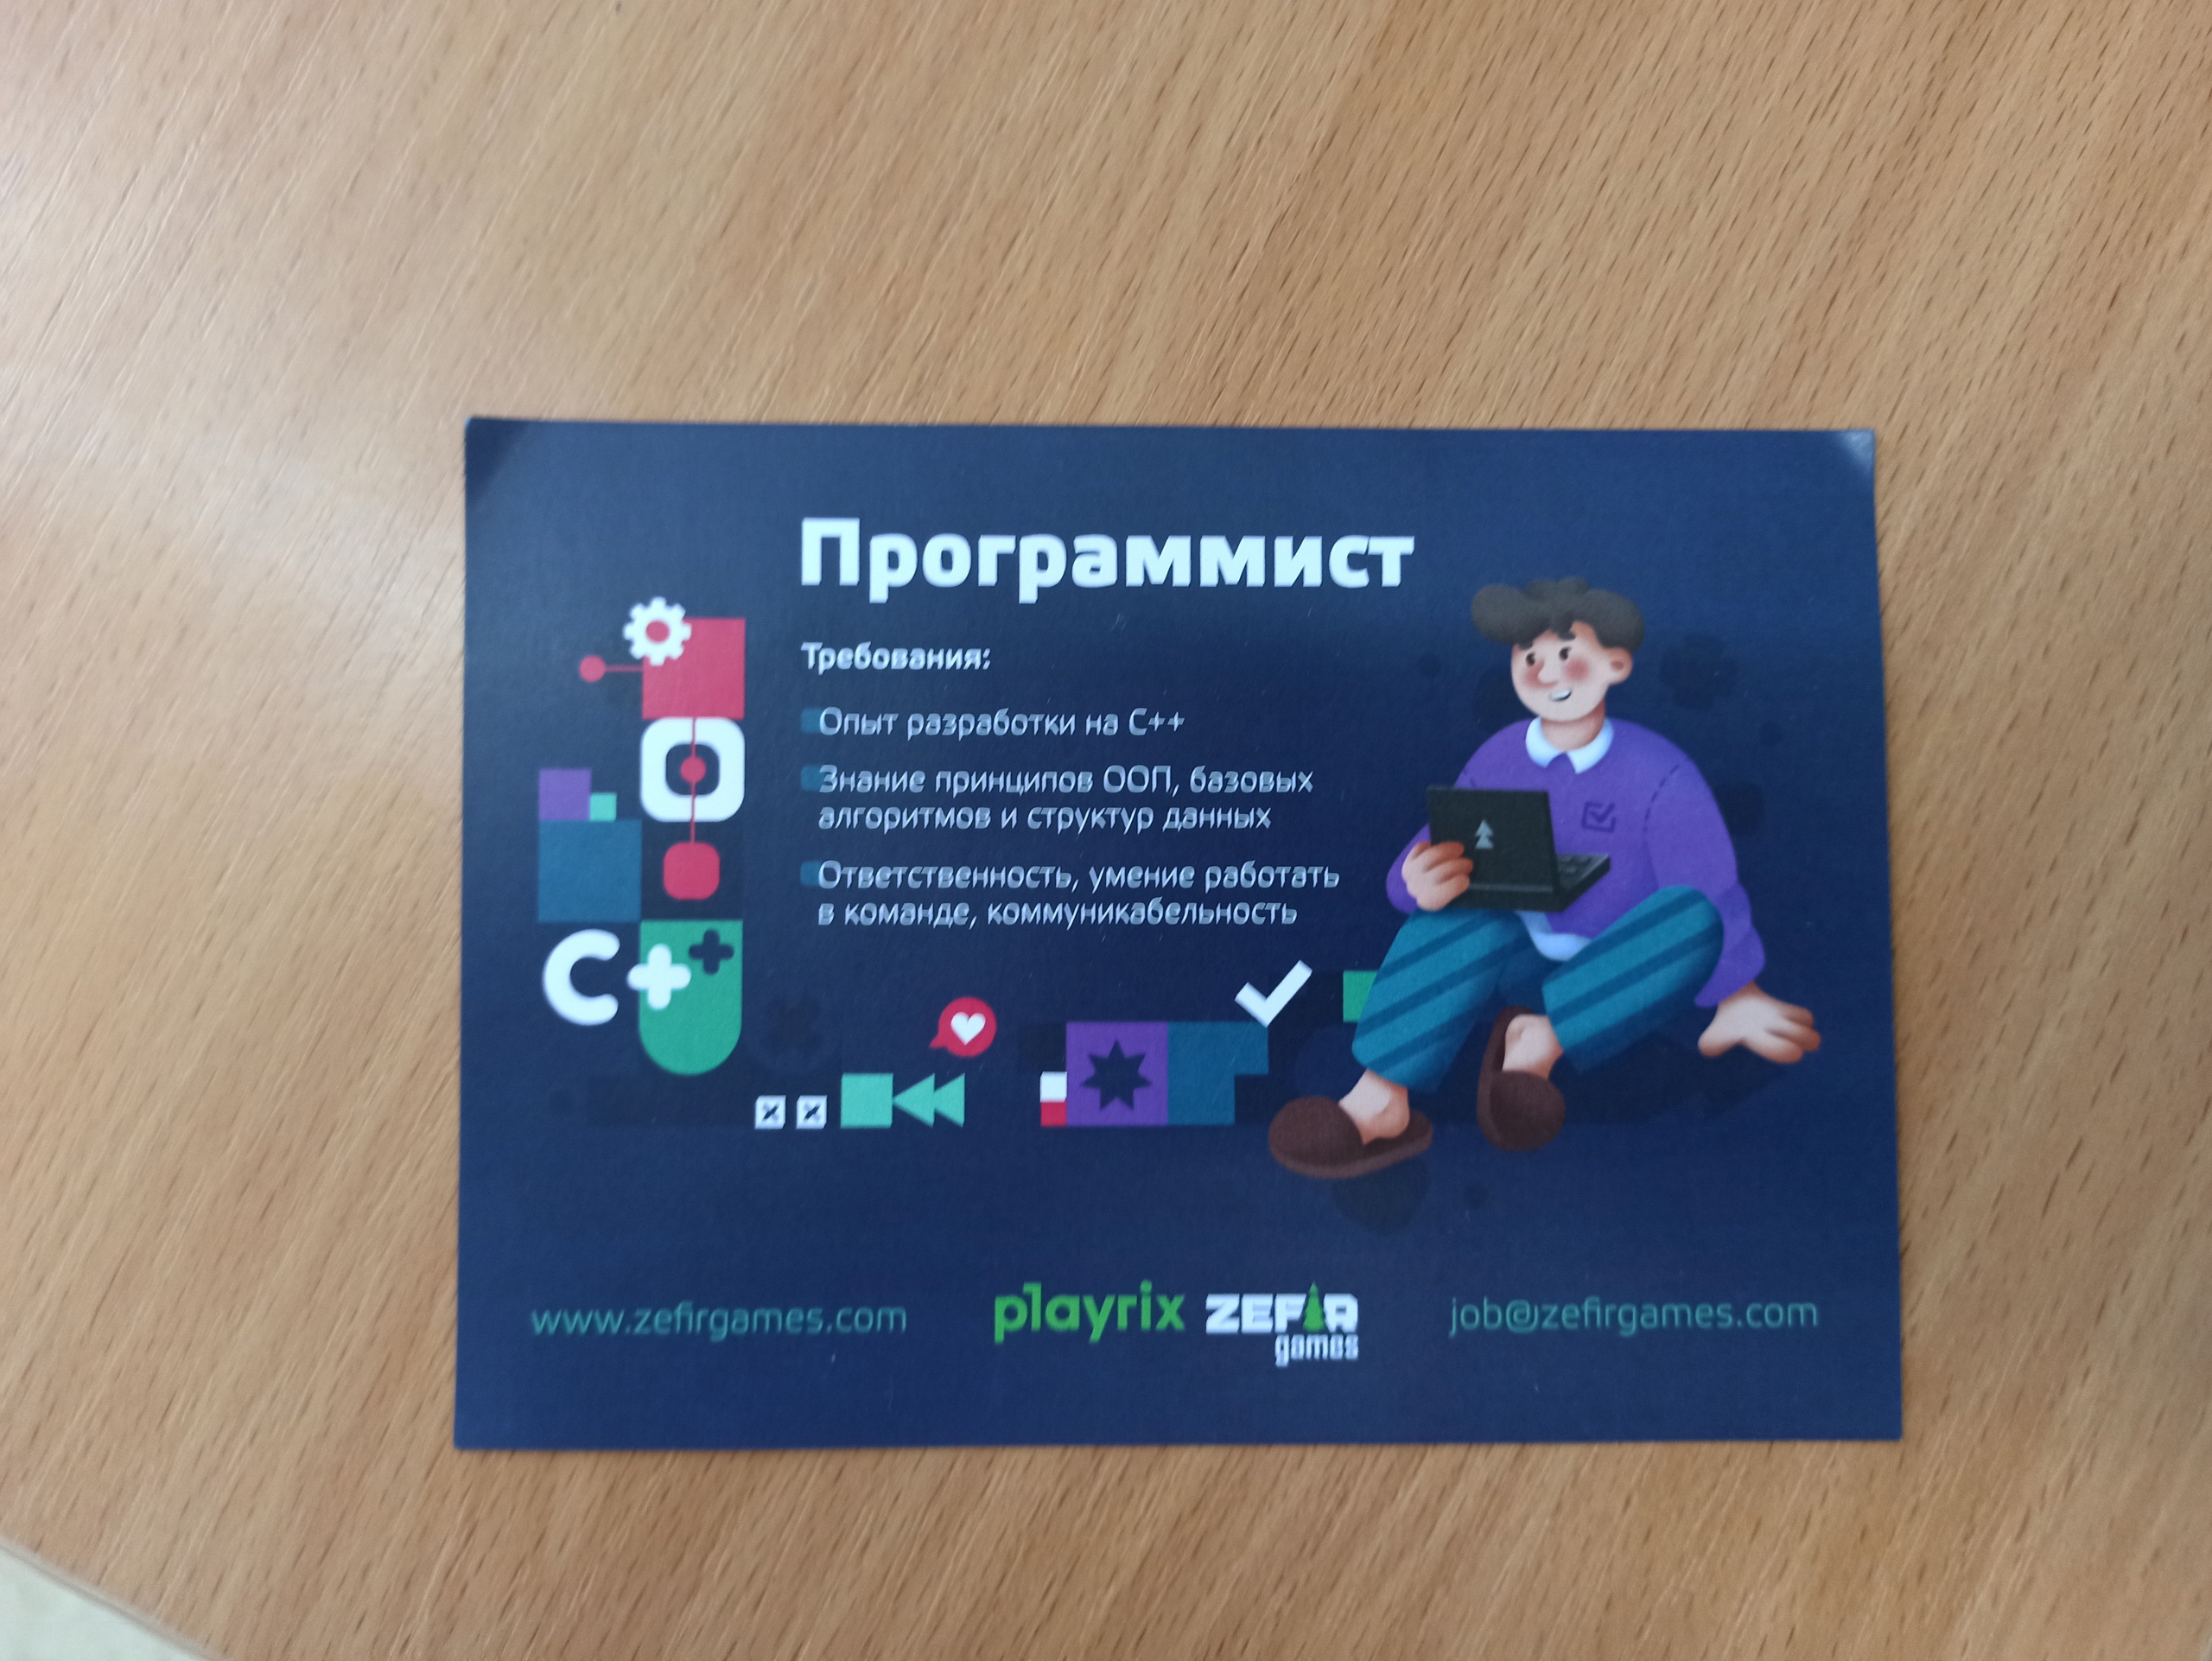 Программист
Требования:
Опыт разработки на C++
Знание принципов ООП, базовых
алгоритмов и структур данных
Ответственность, умение работать
в команде, коммуникабельность
C++
www.zefirgames.com
playrix
ZEFIR
games
job@zefirgames.com